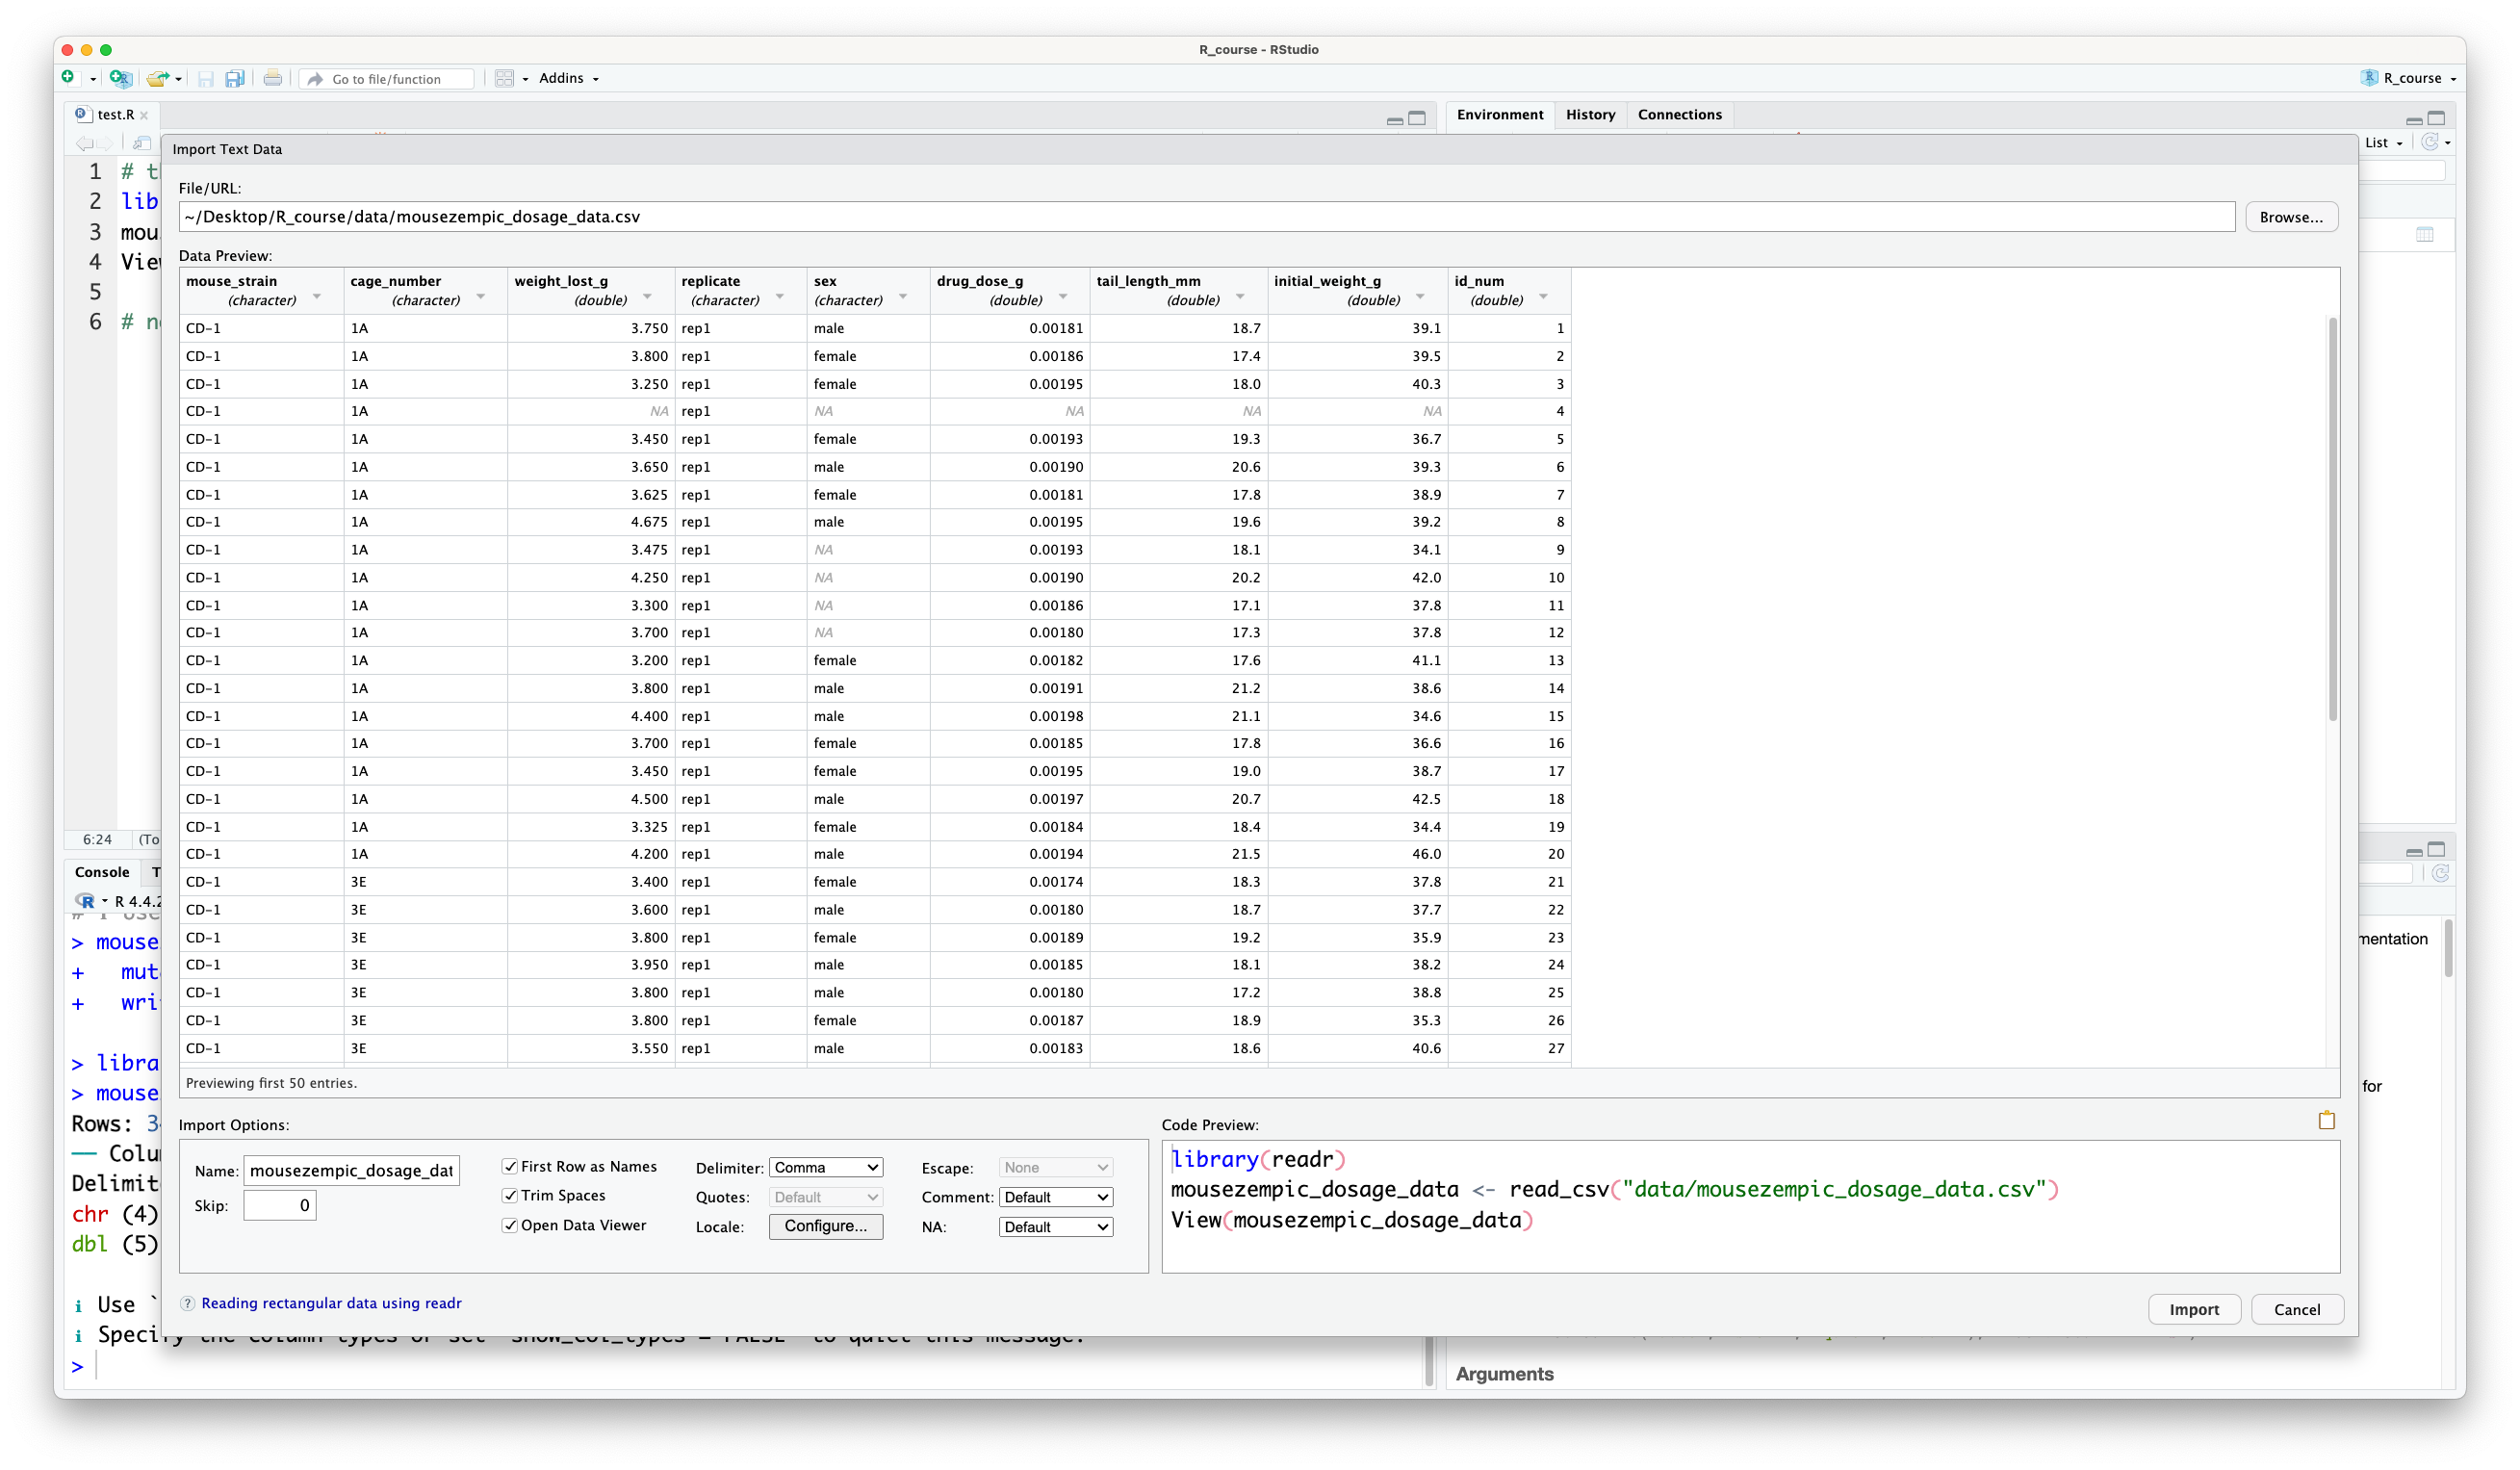 R_course - RStudio
Go to file/function
Addins
R_course
test.R
Environment History Connections
List
1 # t
2 lib
3 mou
4 View
5
6 # n
6:24 (To
Import Text Data
File/URL:
~/Desktop/R_course/data/mousezempic_dosage_data.csv
Browse...
Data Preview:
mouse_strain cage_number weight_lost_g replicate sex drug_dose_g tail_length_mm initial_weight_g id_num
(character) (character) (double) (character) (character) (double) (double) (double) (double)
CD-1 1A 3.750 rep1 male 0.00181 18.7 39.1 1
CD-1 1A 3.800 rep1 female 0.00186 17.4 39.5 2
CD-1 1A 3.250 rep1 female 0.00195 18.0 40.3 3
CD-1 1A NA rep1 NA NA NA NA 4
CD-1 1A 3.450 rep1 female 0.00193 19.3 36.7 5
CD-1 1A 3.650 rep1 male 0.00190 20.6 39.3 6
CD-1 1A 3.625 rep1 female 0.00181 17.8 38.9 7
CD-1 1A 4.675 rep1 male 0.00195 19.6 39.2 8
CD-1 1A 3.475 rep1 NA 0.00193 18.1 34.1 9
CD-1 1A 4.250 rep1 NA 0.00190 20.2 42.0 10
CD-1 1A 3.300 rep1 NA 0.00186 17.1 37.8 11
CD-1 1A 3.700 rep1 NA 0.00180 17.3 37.8 12
CD-1 1A 3.200 rep1 female 0.00182 17.6 41.1 13
CD-1 1A 3.800 rep1 male 0.00191 21.2 38.6 14
CD-1 1A 4.400 rep1 male 0.00198 21.1 34.6 15
CD-1 1A 3.700 rep1 female 0.00185 17.8 36.6 16
CD-1 1A 3.450 rep1 female 0.00195 19.0 38.7 17
CD-1 1A 4.500 rep1 male 0.00197 20.7 42.5 18
CD-1 1A 3.325 rep1 female 0.00184 18.4 34.4 19
CD-1 1A 4.200 rep1 male 0.00194 21.5 46.0 20
CD-1 3E 3.400 rep1 female 0.00174 18.3 37.8 21
CD-1 3E 3.600 rep1 male 0.00180 18.7 37.7 22
CD-1 3E 3.800 rep1 female 0.00189 19.2 35.9 23
CD-1 3E 3.950 rep1 male 0.00185 18.1 38.2 24
CD-1 3E 3.800 rep1 male 0.00180 17.2 38.8 25
CD-1 3E 3.800 rep1 female 0.00187 18.9 35.3 26
CD-1 3E 3.550 rep1 male 0.00183 18.6 40.6 27
Previewing first 50 entries.
Import Options:
Name: mousezempic_dosage_dat
Skip: 0
First Row as Names
Trim Spaces
Open Data Viewer
Delimiter: Comma
Quotes: Default
Locale: Configure...
Escape: None
Comment: Default
NA: Default
Code Preview:
library(readr)
mousezempic_dosage_data <- read_csv("data/mousezempic_dosage_data.csv")
View(mousezempic_dosage_data)
Reading rectangular data using readr
Import Cancel
Console T
R 4.4.2
> mouse
+ mut
+ wri
> libra
> mouse
Rows: 34
── Colu
Delimit
chr (4)
dbl (5)
ℹ Use `
ℹ Specify the column types or set `show_col_types = FALSE` to quiet this message.
>
mentation
for
Arguments